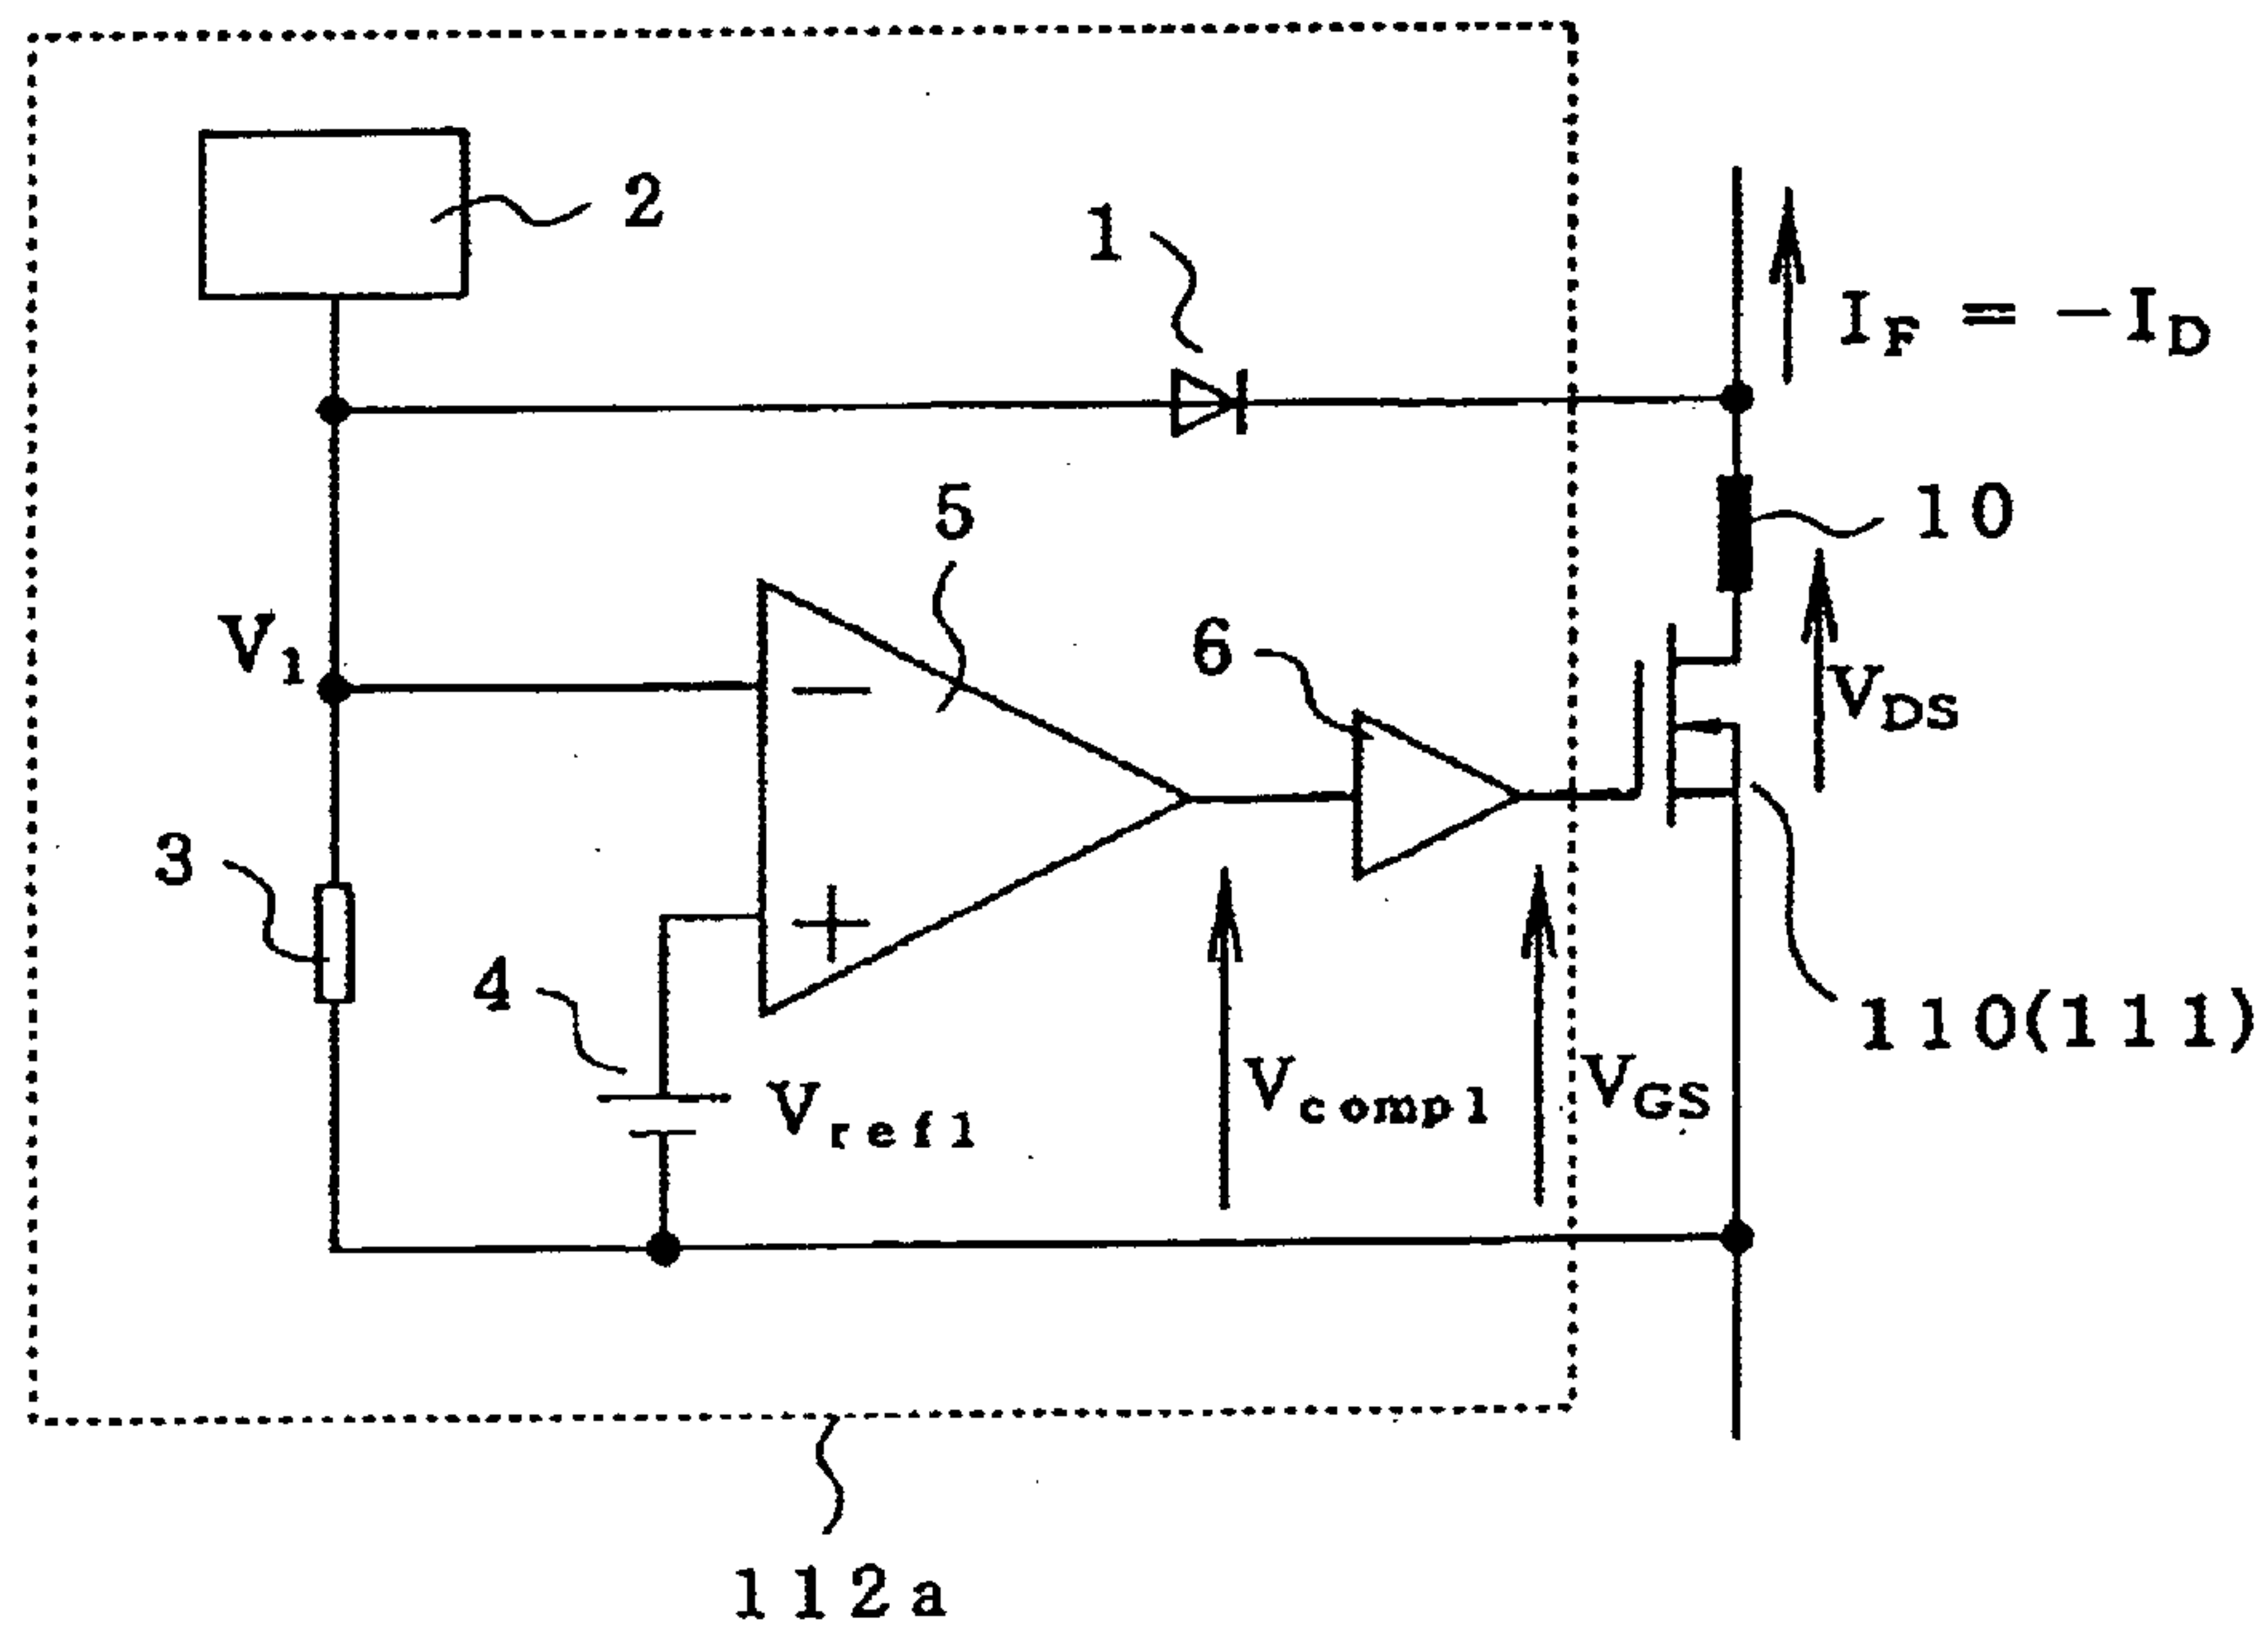 2
1
I_F = -I_D
5
10
V_1
6
V_DS
3
4
110(111)
V_ref1
V_comp1
V_GS
112a